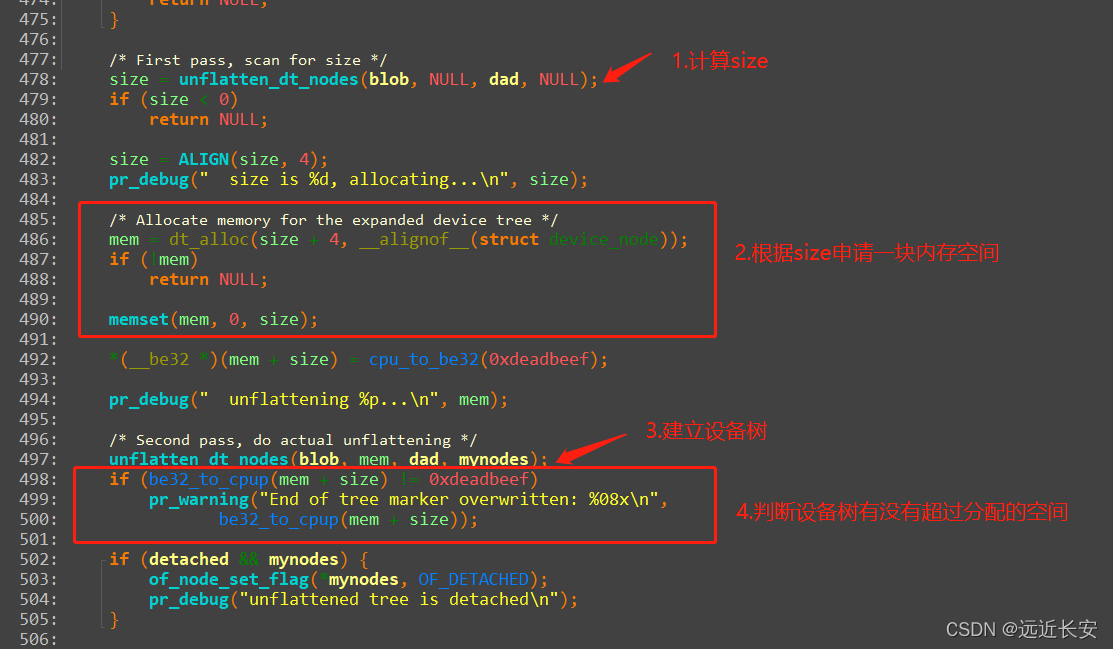 474: return NULL;
475: }
476:
477: /* First pass, scan for size */
478: size = unflatten_dt_nodes(blob, NULL, dad, NULL); 1.计算size
479: if (size < 0)
480: return NULL;
481:
482: size = ALIGN(size, 4);
483: pr_debug(" size is %d, allocating...\n", size);
484:
485: /* Allocate memory for the expanded device tree */
486: mem = dt_alloc(size + 4, __alignof__(struct device_node));
487: if ( mem) 2.根据size申请一块内存空间
488: return NULL;
489:
490: memset(mem, 0, size);
491:
492: *(__be32 *)(mem + size) = cpu_to_be32(0xdeadbeef);
493:
494: pr_debug(" unflattening %p...\n", mem);
495:
496: /* Second pass, do actual unflattening */ 3.建立设备树
497: unflatten_dt_nodes(blob, mem, dad, mynodes);
498: if (be32_to_cpup(mem + size) != 0xdeadbeef)
499: pr_warning("End of tree marker overwritten: %08x\n",
500: be32_to_cpup(mem + size)); 4.判断设备树有没有超过分配的空间
501:
502: if (detached && mynodes) {
503: of_node_set_flag(*mynodes, OF_DETACHED);
504: pr_debug("unflattened tree is detached\n");
505: }
506:
CSDN @远近长安